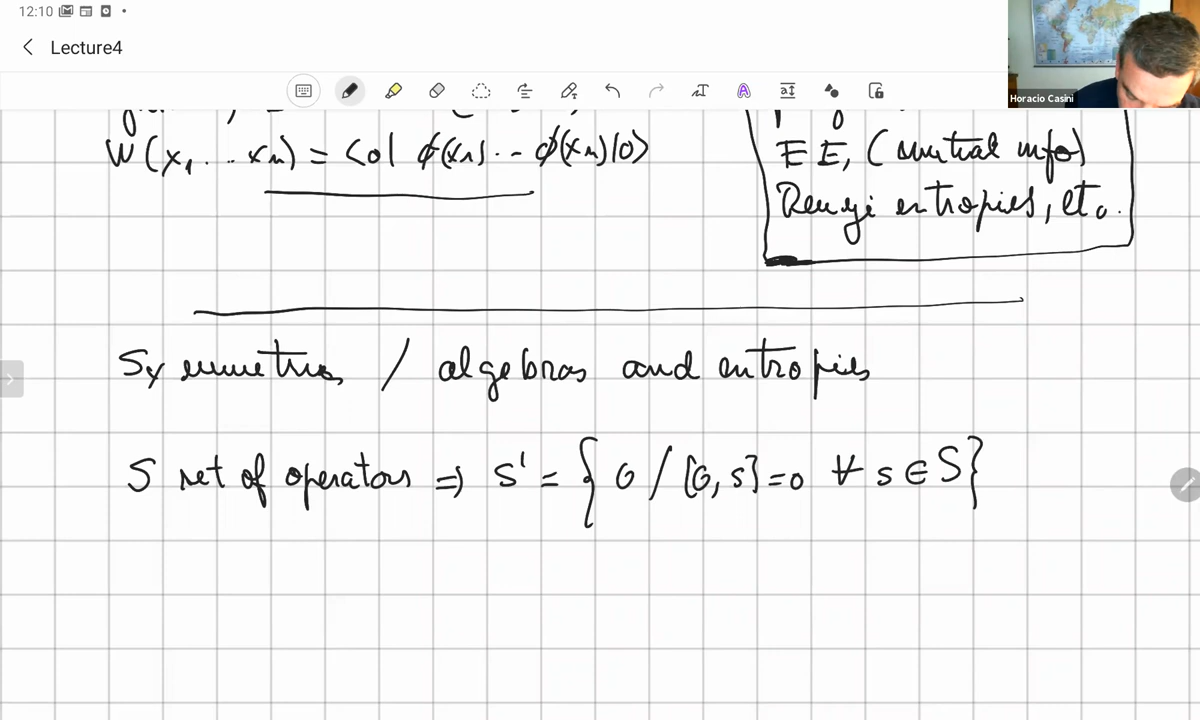 12:10
Lecture4
Horacio Casini
W(x₁...xₙ) = <0| ϕ(x₁)...ϕ(xₙ)|0>
EE, (mutual info)
Renyi entropies, etc.
Symmetries / algebras and entropies
S set of operators ⇒ S' = { O / [O, s] = 0 ∀ s ∈ S }